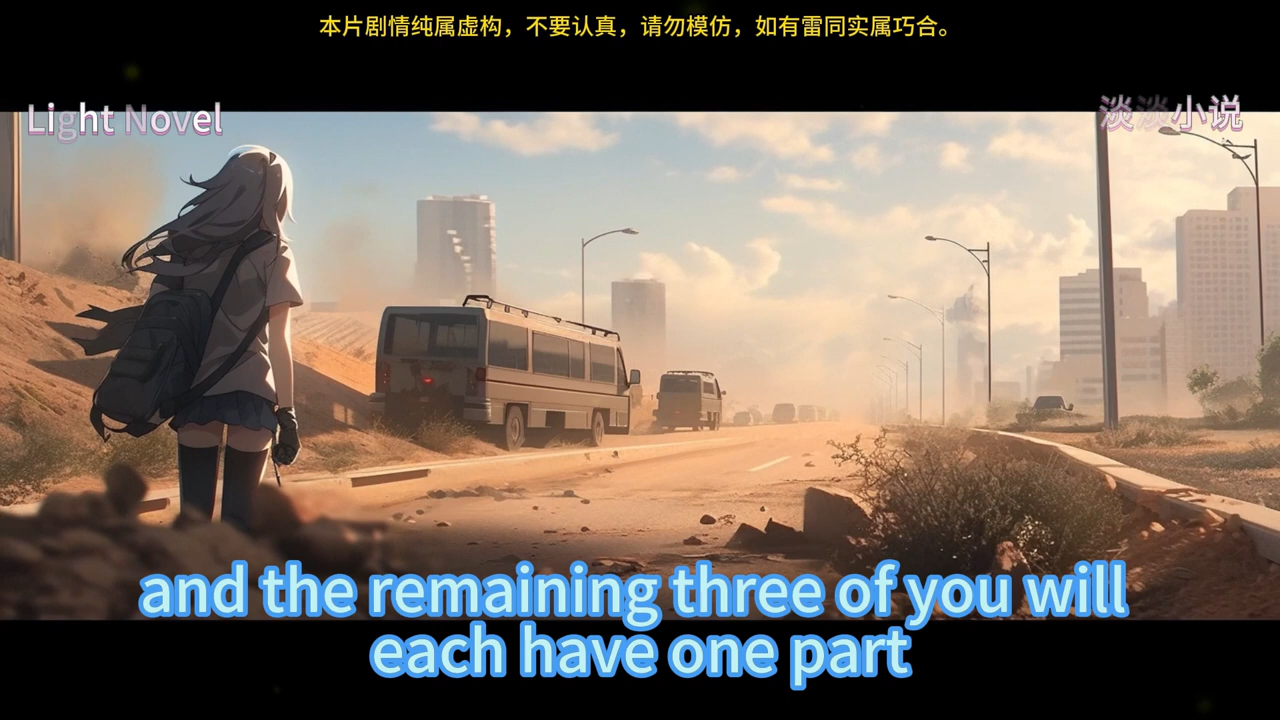 本片剧情纯属虚构，不要认真，请勿模仿，如有雷同实属巧合。
Light Novel
淡淡小说
and the remaining three of you will
each have one part